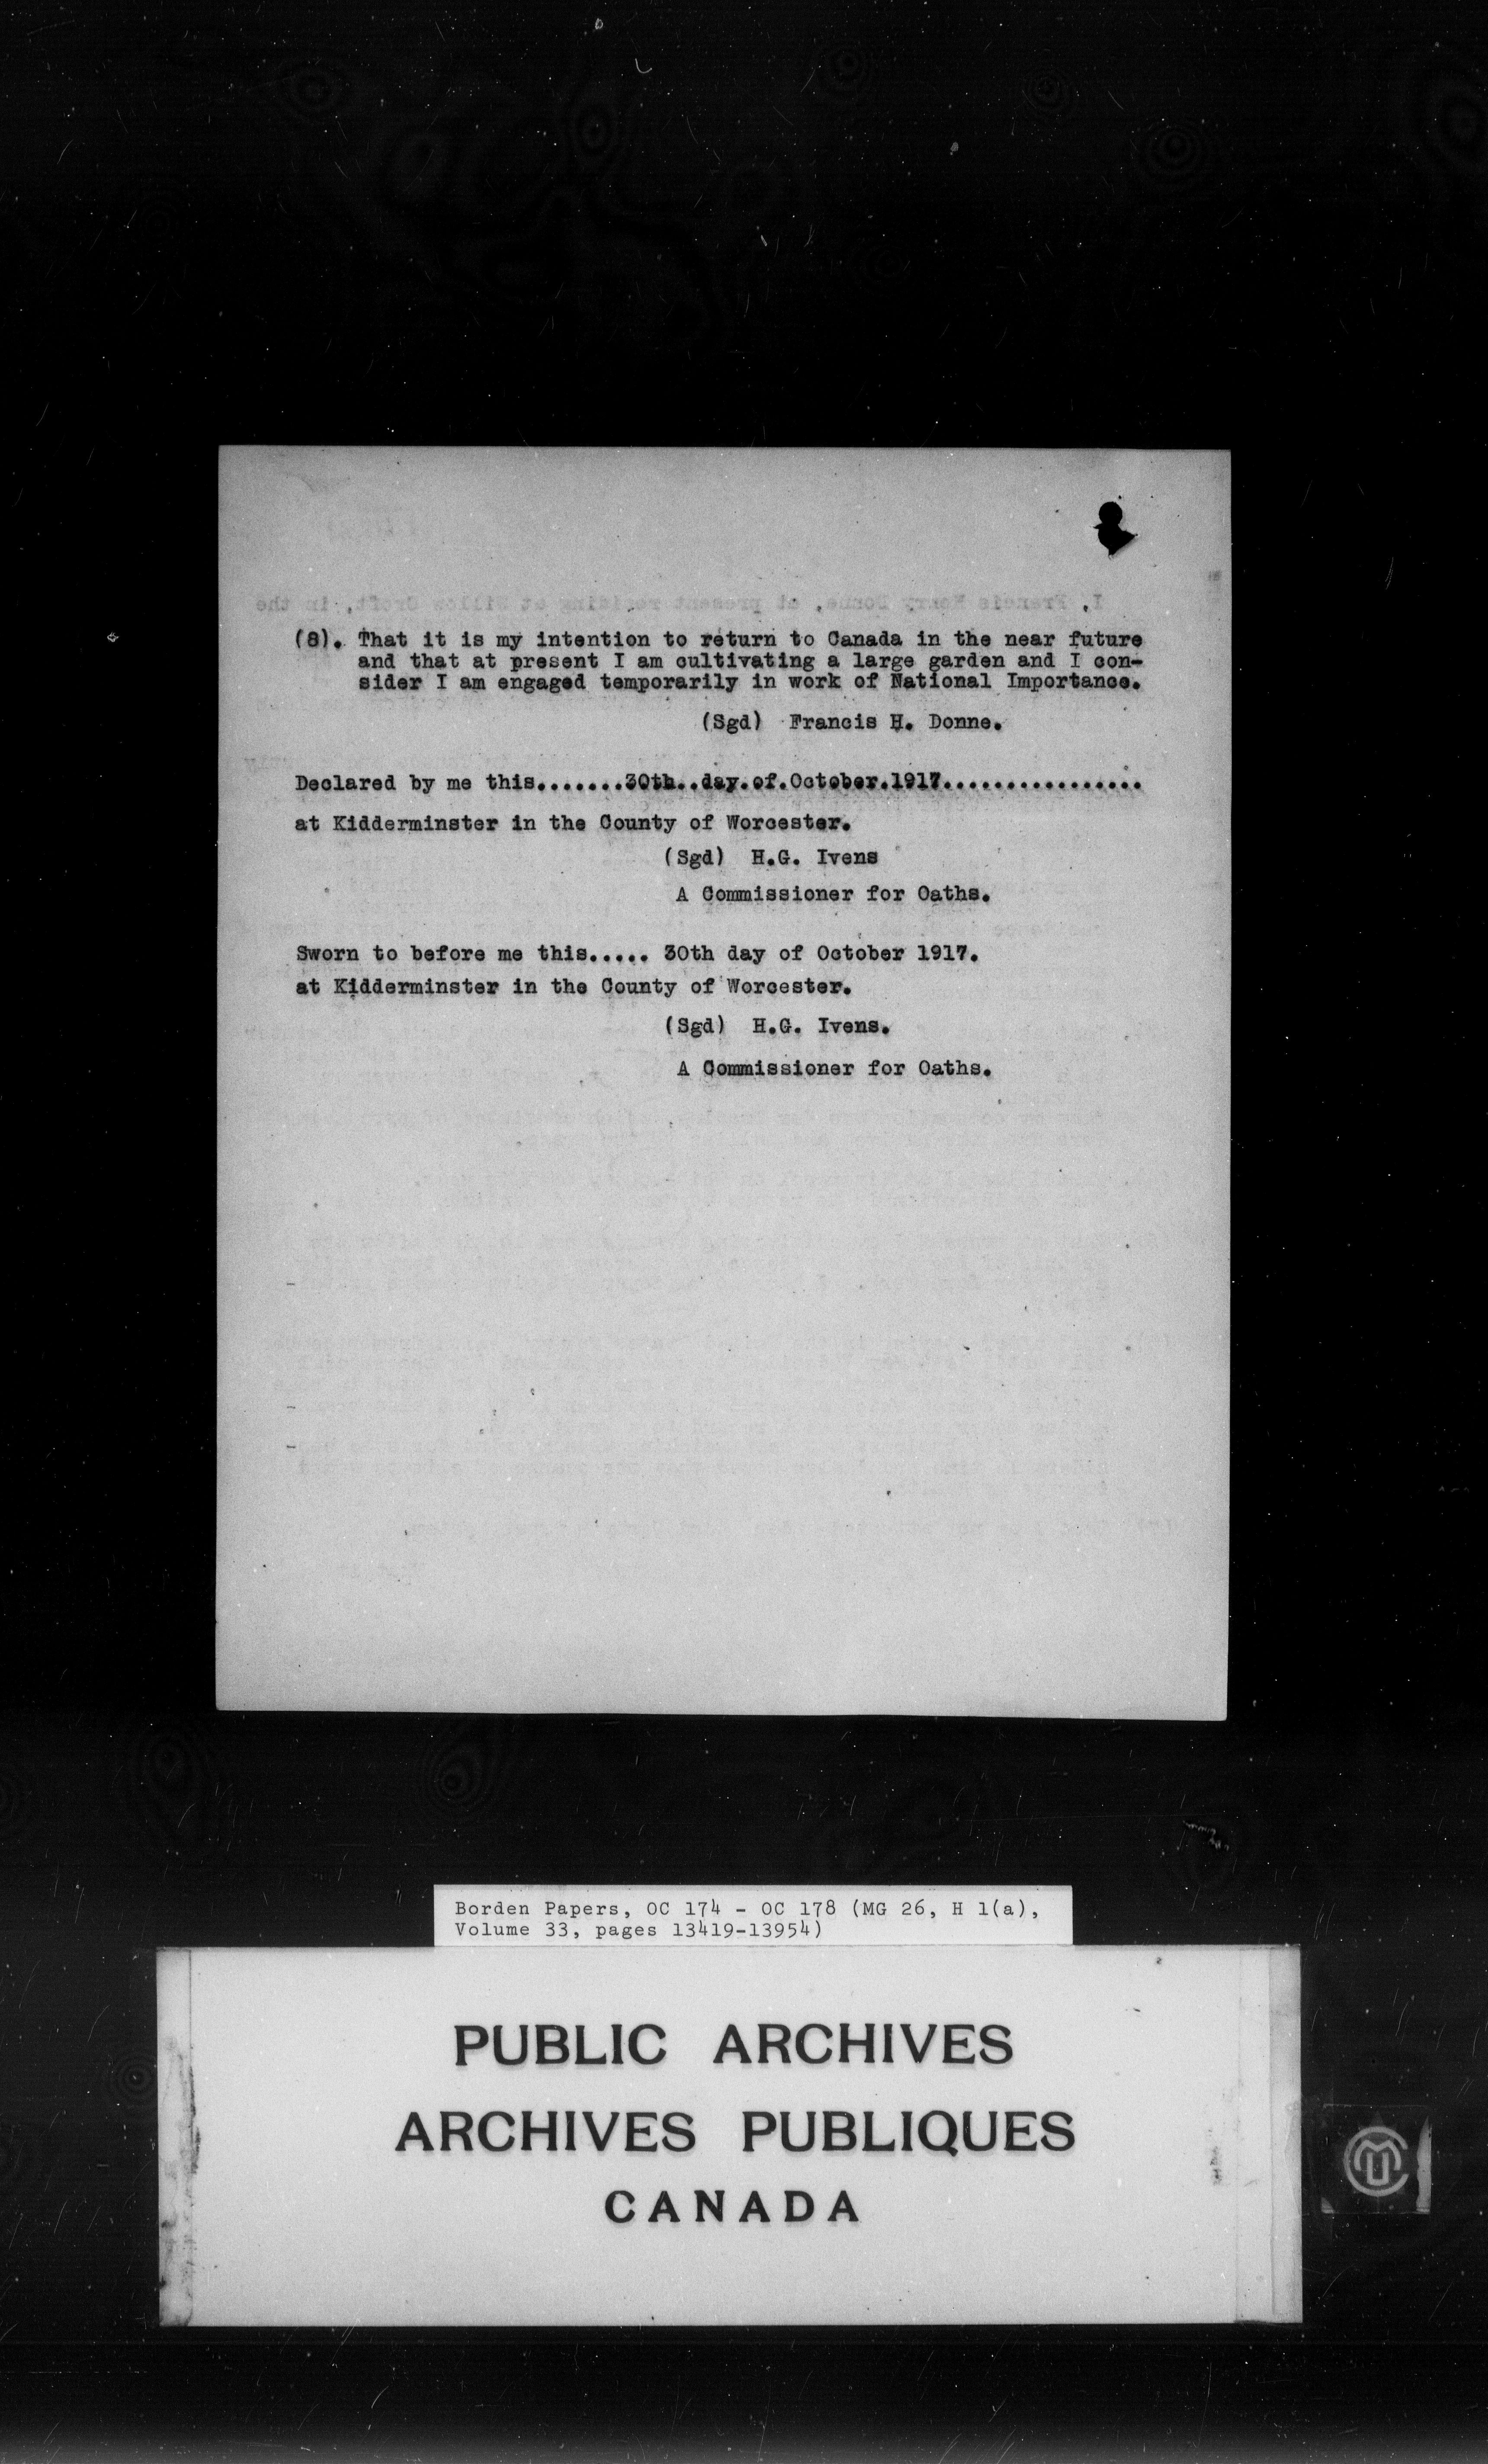 (8). That it is my intention to return to Canada in the near future
and that at present I am cultivating a large garden and I con-
sider I am engaged temporarily in work of National Importance.
(Sgd) Francis H. Donne.
Declared by me this.......30th..day.of.October.1917................
at Kidderminster in the County of Worcester.
(Sgd) H.G. Ivens
A Commissioner for Oaths.
Sworn to before me this..... 30th day of October 1917.
at Kidderminster in the County of Worcester.
(Sgd) H.G. Ivens.
A Commissioner for Oaths.
Borden Papers, OC 174 - OC 178 (MG 26, H 1(a),
Volume 33, pages 13419-13954)
PUBLIC ARCHIVES
ARCHIVES PUBLIQUES
CANADA